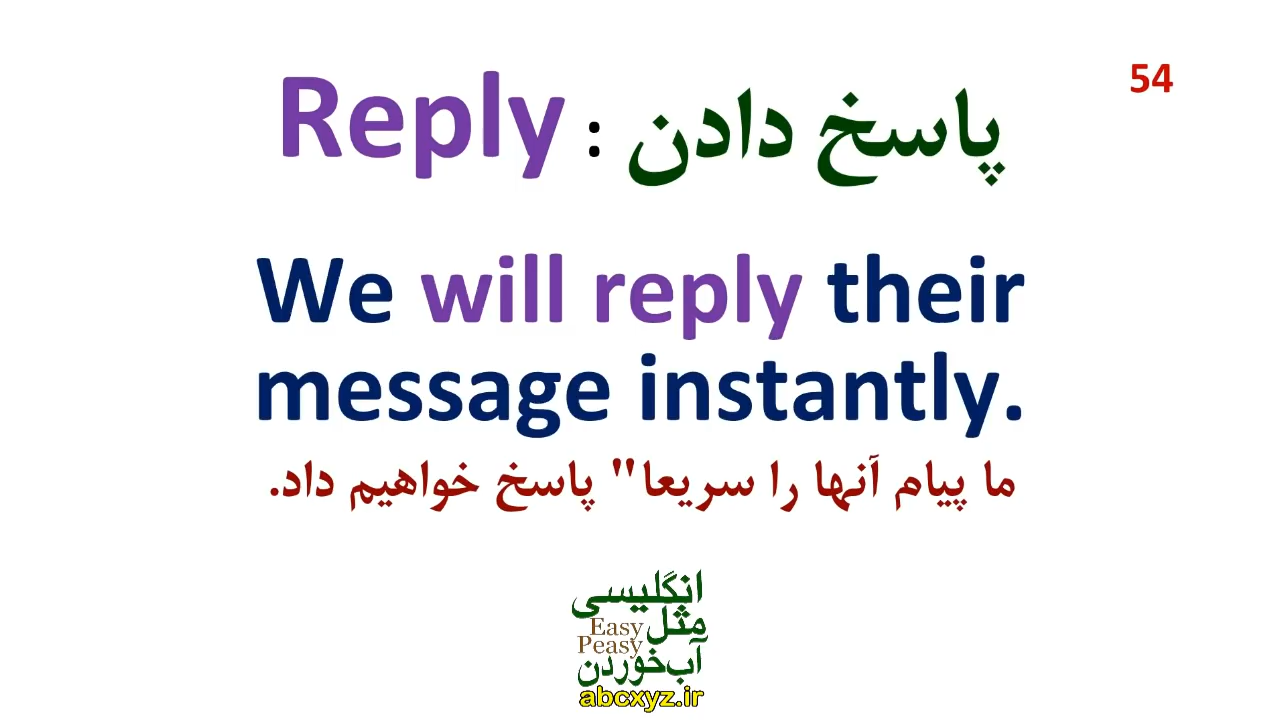 54
Reply : پاسخ دادن
We will reply their
message instantly.
ما پیام آنها را سریعا" پاسخ خواهیم داد.
انگلیسی
مثل Easy
Peasy
آب‌خوردن
abcxyz.ir